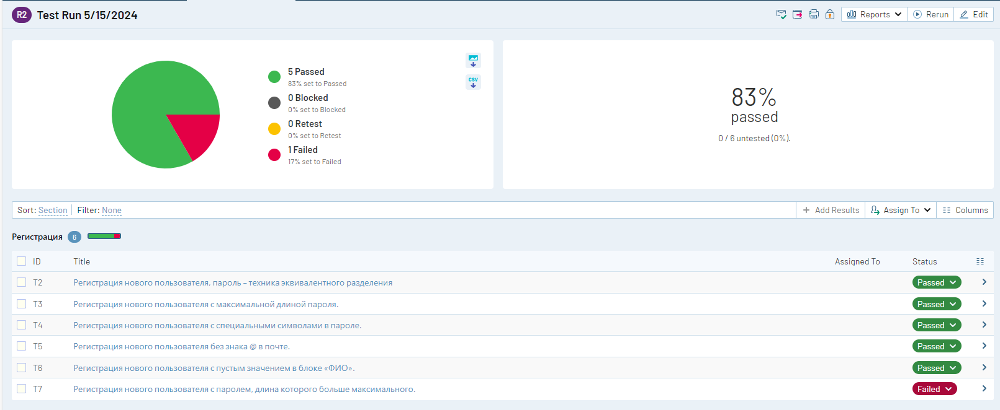 R2 Test Run 5/15/2024
Reports Rerun Edit
5 Passed
83% set to Passed
0 Blocked
0% set to Blocked
0 Retest
0% set to Retest
1 Failed
17% set to Failed
CSV
83%
passed
0 / 6 untested (0%).
Sort: Section Filter: None
Add Results Assign To Columns
Регистрация 6
ID Title Assigned To Status
T2 Регистрация нового пользователя, пароль – техника эквивалентного разделения Passed
T3 Регистрация нового пользователя с максимальной длиной пароля. Passed
T4 Регистрация нового пользователя с специальными символами в пароле. Passed
T5 Регистрация нового пользователя без знака @ в почте. Passed
T6 Регистрация нового пользователя с пустым значением в блоке «ФИО». Passed
T7 Регистрация нового пользователя с паролем, длина которого больше максимального. Failed